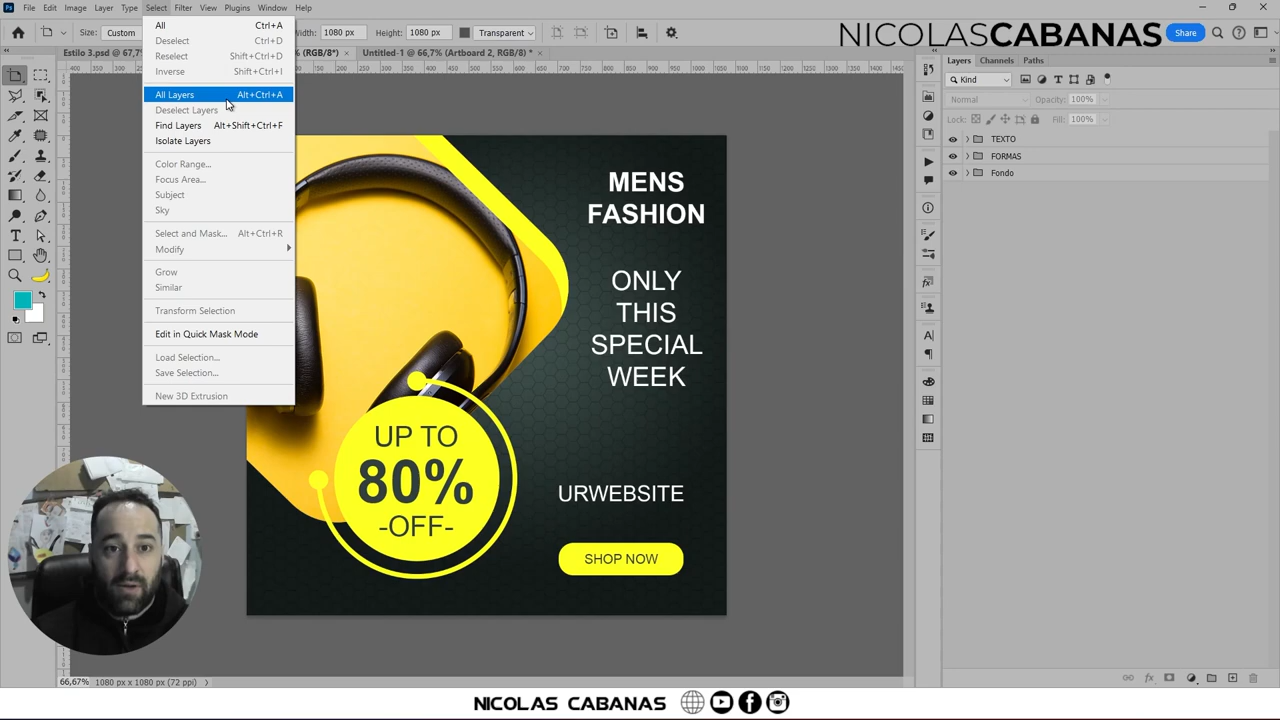 File Edit Image Layer Type Select Filter View Plugins Window Help
Size: Custom
Width: 1080 px Height: 1080 px Transparent
NICOLASCABANAS
Share
Estilo 3.psd @ 67,7
(RGB/8*) × Untitled-1 @ 66,7% (Artboard 2, RGB/8) * ×
All Ctrl+A
Deselect Ctrl+D
Reselect Shift+Ctrl+D
Inverse Shift+Ctrl+I
All Layers Alt+Ctrl+A
Deselect Layers
Find Layers Alt+Shift+Ctrl+F
Isolate Layers
Color Range...
Focus Area...
Subject
Sky
Select and Mask... Alt+Ctrl+R
Modify
Grow
Similar
Transform Selection
Edit in Quick Mask Mode
Load Selection...
Save Selection...
New 3D Extrusion
MENS
FASHION
ONLY
THIS
SPECIAL
WEEK
UP TO
80%
-OFF-
URWEBSITE
SHOP NOW
Layers Channels Paths
Kind
Normal Opacity: 100%
Lock: Fill: 100%
TEXTO
FORMAS
Fondo
66,67% 1080 px x 1080 px (72 ppi)
NICOLAS CABANAS